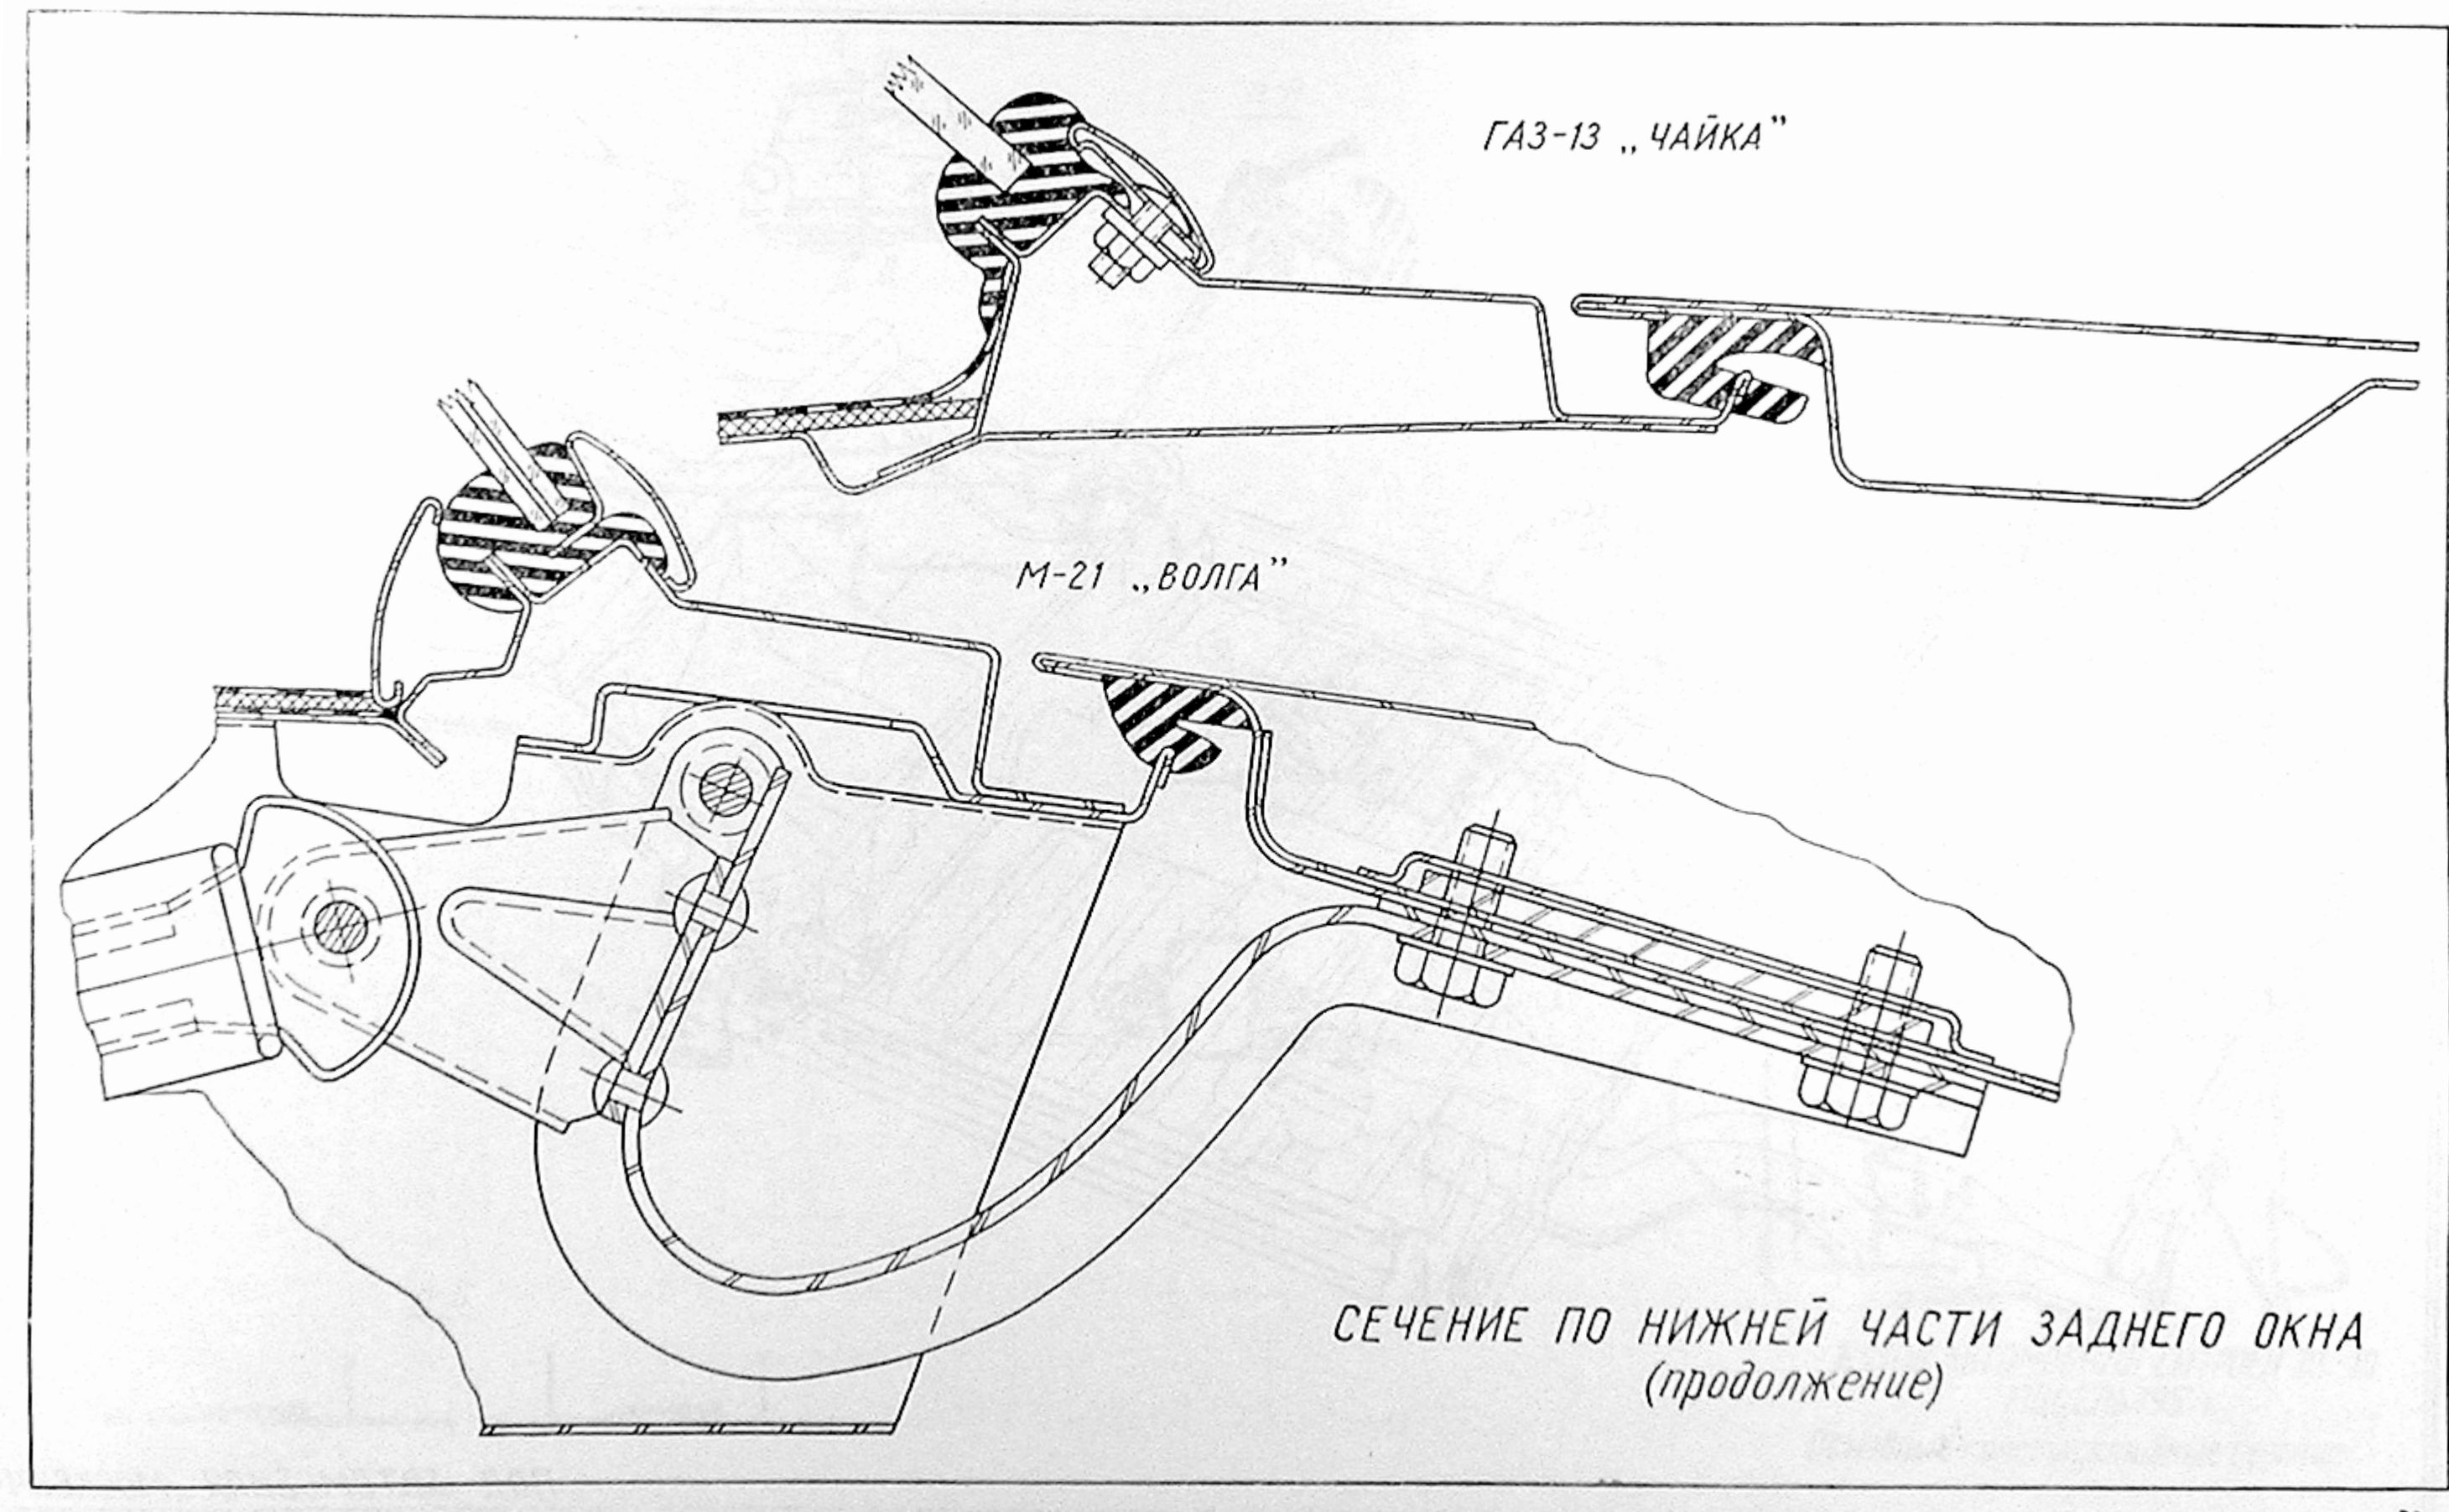 ГАЗ-13 „ЧАЙКА”
М-21 „ВОЛГА”
СЕЧЕНИЕ ПО НИЖНЕЙ ЧАСТИ ЗАДНЕГО ОКНА
(продолжение)